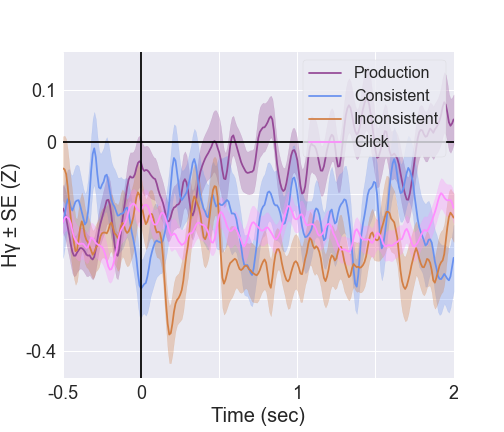 Production
Consistent
Inconsistent
Click
0.1
0
-0.4
Hγ ± SE (Z)
-0.5
0
1
2
Time (sec)